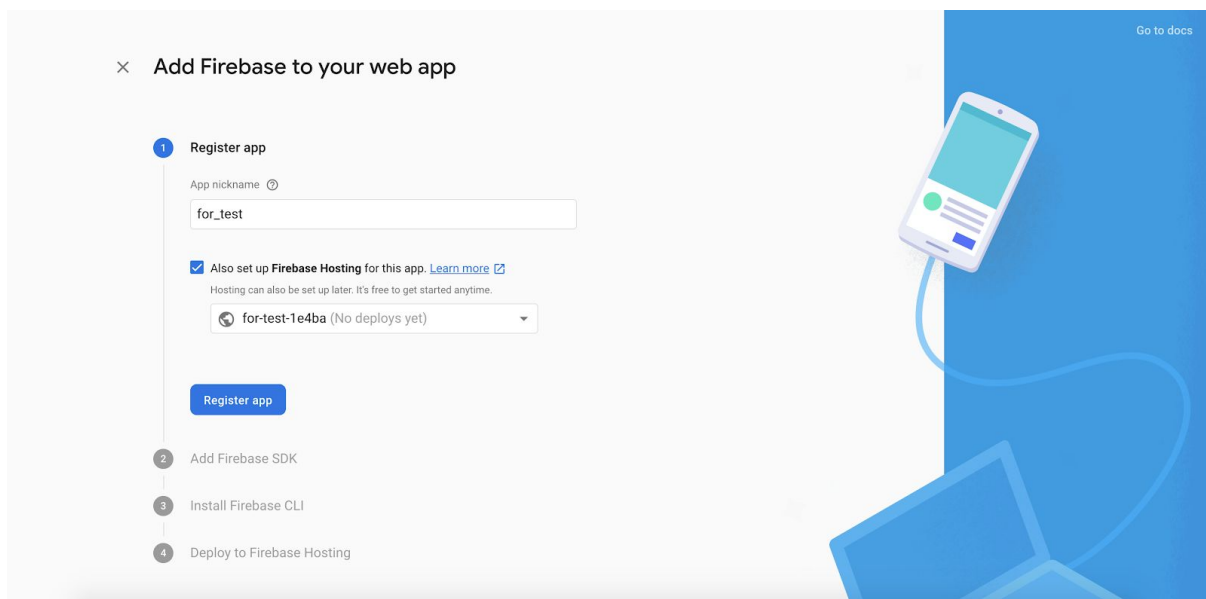 Go to docs
Add Firebase to your web app
1 Register app
App nickname
for_test
Also set up Firebase Hosting for this app. Learn more
Hosting can also be set up later. It's free to get started anytime.
for-test-1e4ba (No deploys yet)
Register app
2 Add Firebase SDK
3 Install Firebase CLI
4 Deploy to Firebase Hosting